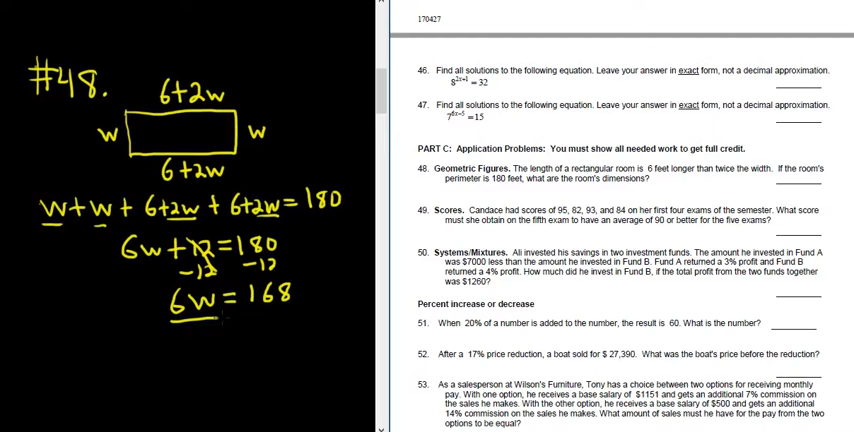 #48.
6+2w
w w
6+2w
w + w + 6+2w + 6+2w = 180
6w + 12 = 180
-12 -12
6w = 168
170427
46. Find all solutions to the following equation. Leave your answer in exact form, not a decimal approximation.
8^{2x+1} = 32
47. Find all solutions to the following equation. Leave your answer in exact form, not a decimal approximation.
7^{6x-5} = 15
PART C: Application Problems: You must show all needed work to get full credit.
48. Geometric Figures. The length of a rectangular room is 6 feet longer than twice the width. If the room's
perimeter is 180 feet, what are the room's dimensions?
49. Scores. Candace had scores of 95, 82, 93, and 84 on her first four exams of the semester. What score
must she obtain on the fifth exam to have an average of 90 or better for the five exams?
50. Systems/Mixtures. Ali invested his savings in two investment funds. The amount he invested in Fund A
was $7000 less than the amount he invested in Fund B. Fund A returned a 3% profit and Fund B
returned a 4% profit. How much did he invest in Fund B, if the total profit from the two funds together
was $1260?
Percent increase or decrease
51. When 20% of a number is added to the number, the result is 60. What is the number?
52. After a 17% price reduction, a boat sold for $ 27,390. What was the boat's price before the reduction?
53. As a salesperson at Wilson's Furniture, Tony has a choice between two options for receiving monthly
pay. With one option, he receives a base salary of $1151 and gets an additional 7% commission on
the sales he makes. With the other option, he receives a base salary of $500 and gets an additional
14% commission on the sales he makes. What amount of sales must he have for the pay from the two
options to be equal?